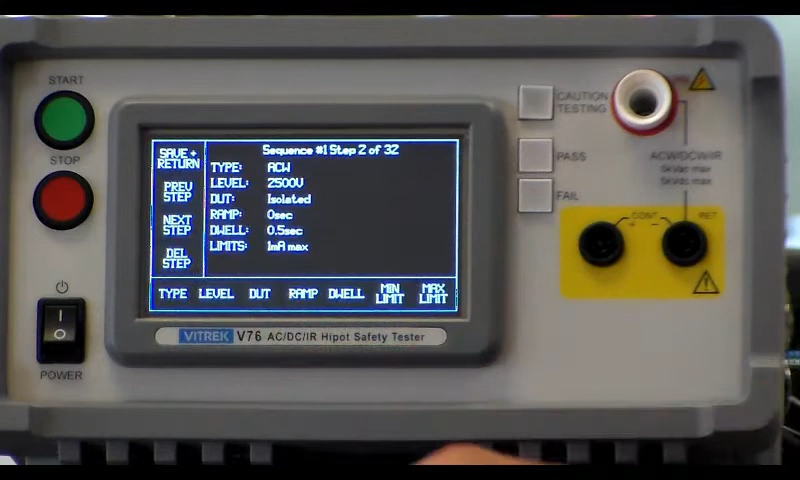 START
STOP
POWER
SAVE +
RETURN
PREV
STEP
NEXT
STEP
DEL
STEP
Sequence #1 Step 2 of 32
TYPE: ACW
LEVEL: 2500V
DUT: Isolated
RAMP: 0sec
DWELL: 0.5sec
LIMITS: 1mA max
TYPE LEVEL DUT RAMP DWELL MIN LIMIT MAX LIMIT
VITREK V76 AC/DC/IR Hipot Safety Tester
CAUTION
TESTING
PASS
FAIL
ACW/DCW/IR
5kVac max
CONT
RET